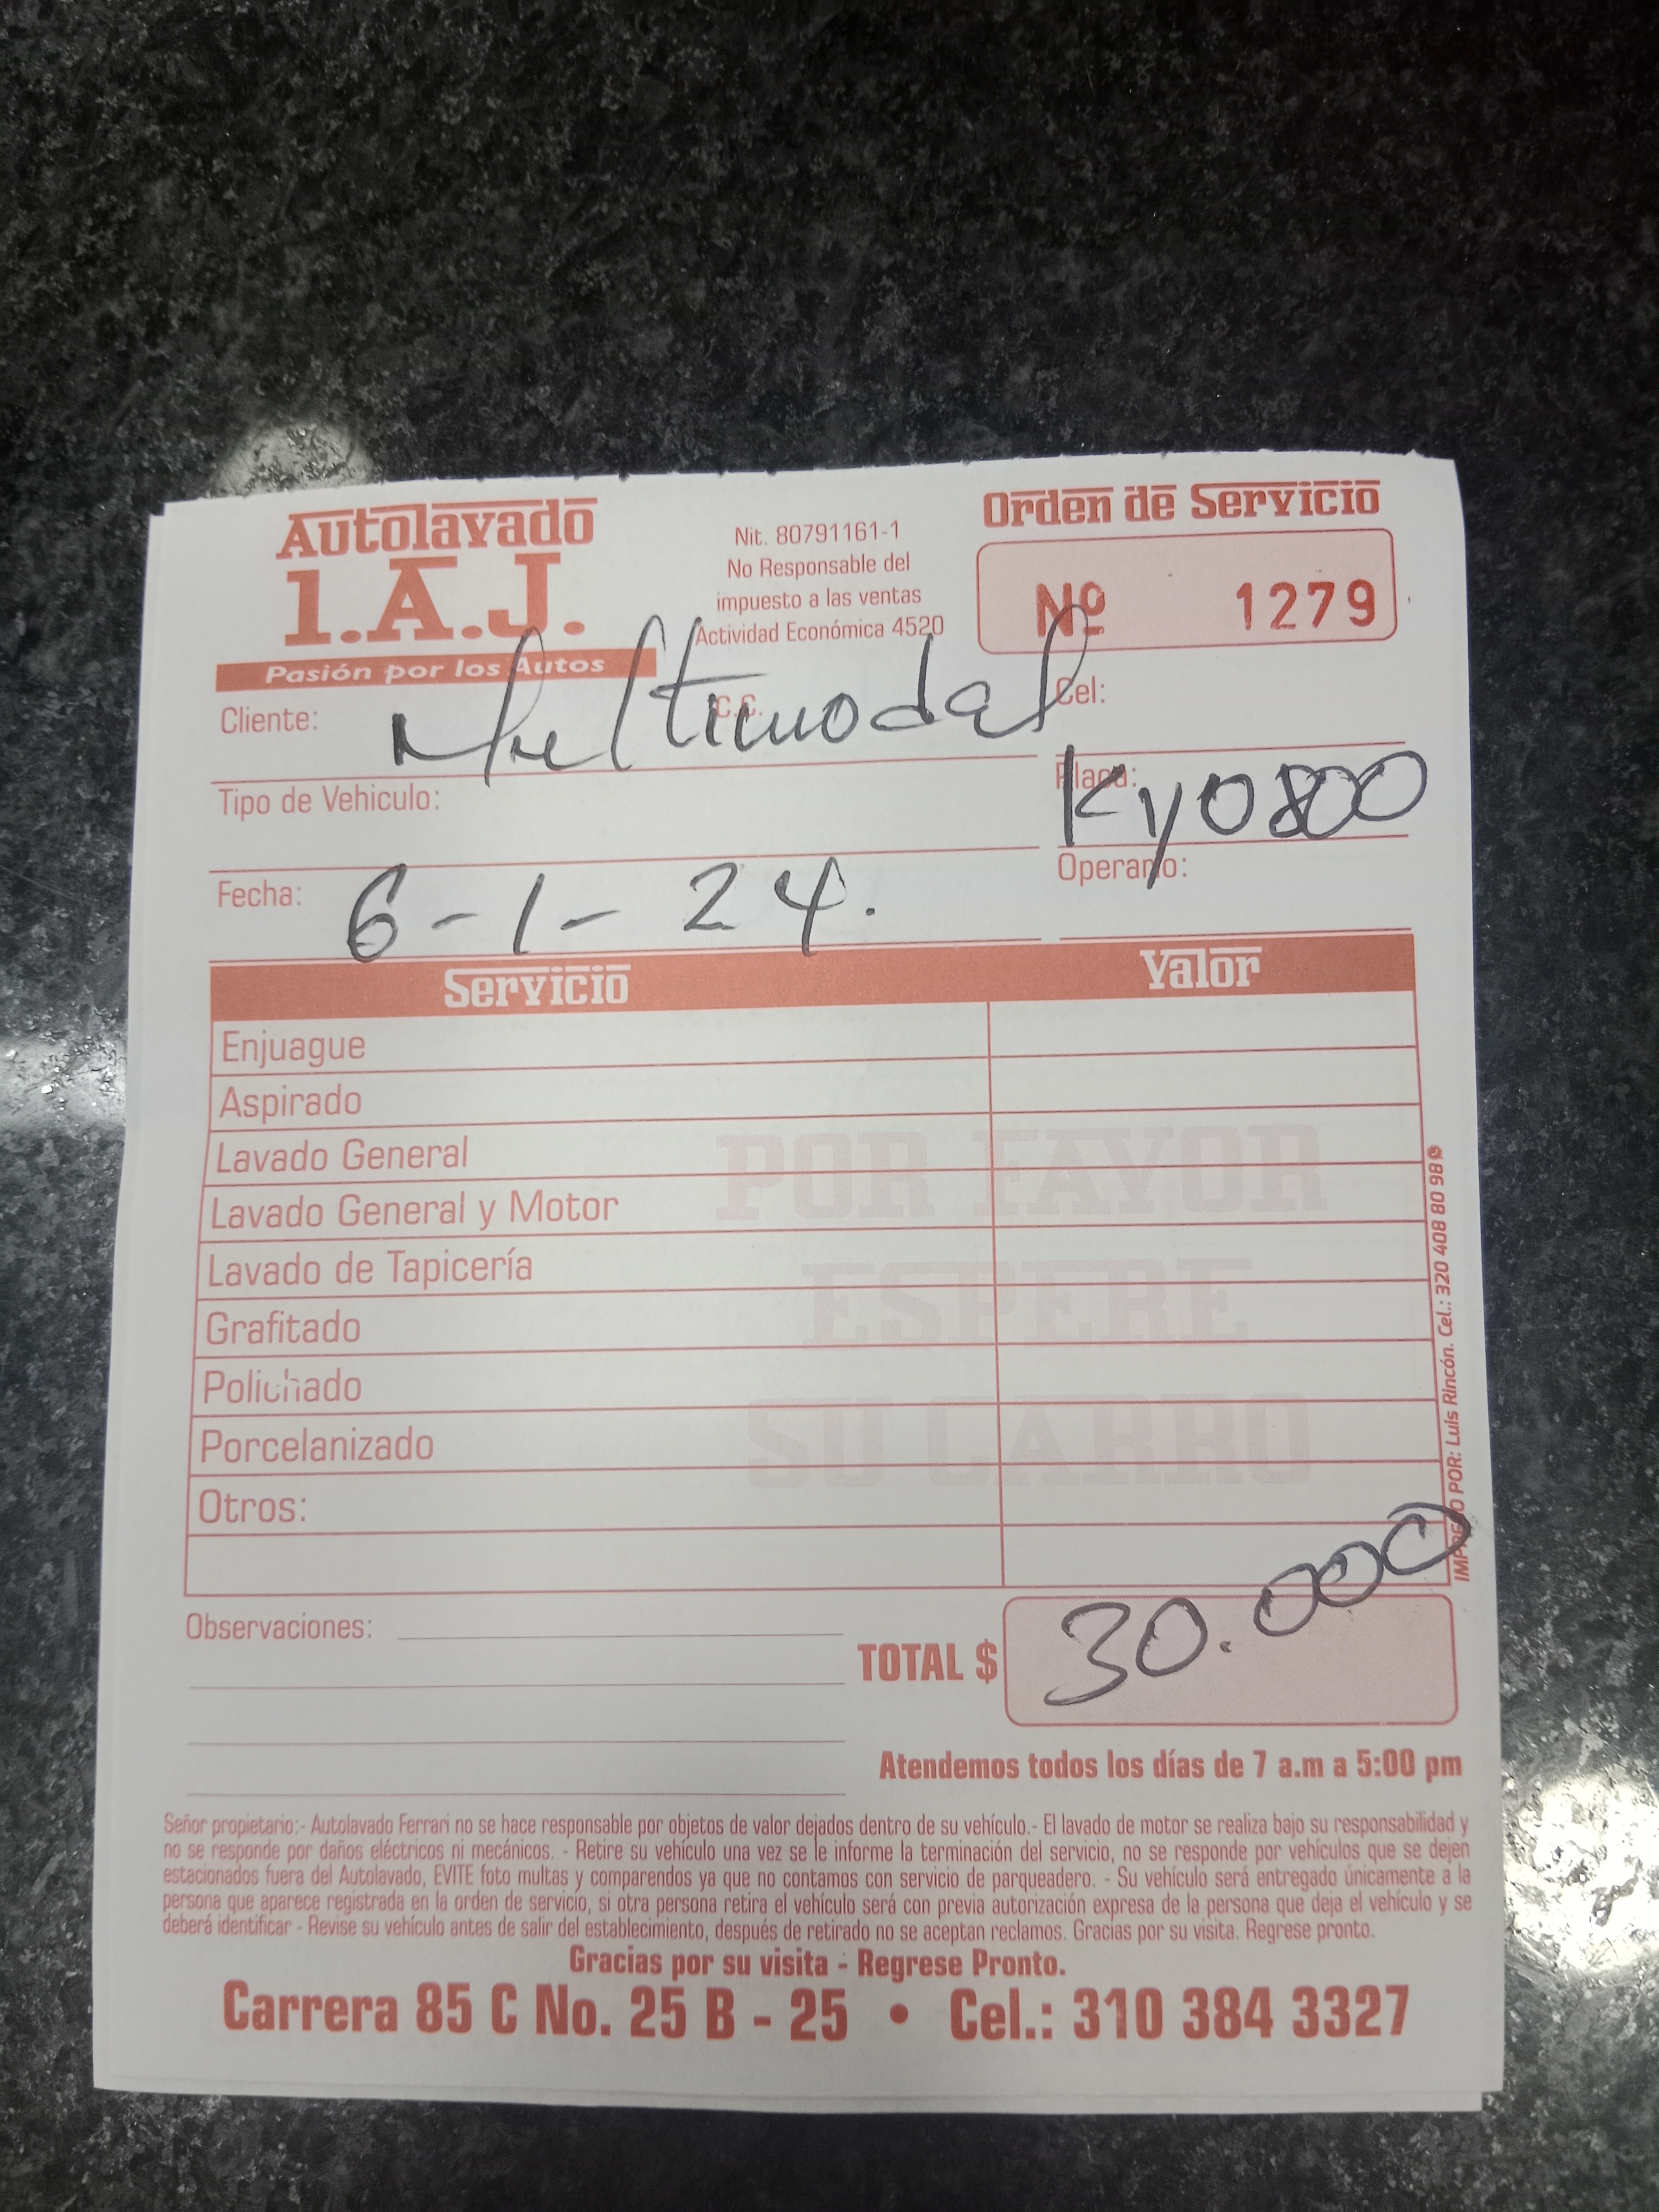 Autolavado
1.A.J.
Pasión por los Autos
Nit. 80791161-1
No Responsable del
impuesto a las ventas
Actividad Económica 4520
Orden de Servicio
Nº 1279
Cliente: Multimodal C.C. Cel:
Tipo de Vehiculo: Placa: KYO800
Fecha: 6-1-24. Operario:
Servicio Valor
Enjuague
Aspirado
Lavado General
Lavado General y Motor
Lavado de Tapicería
Grafitado
Polichado
Porcelanizado
Otros:
POR FAVOR
ESPERE
SU CARRO
IMPRESO POR: Luis Rincón. Cel.: 320 408 80 98
Observaciones:
TOTAL $ 30.000
Atendemos todos los días de 7 a.m a 5:00 pm
Señor propietario:- Autolavado Ferrari no se hace responsable por objetos de valor dejados dentro de su vehículo.- El lavado de motor se realiza bajo su responsabilidad y
no se responde por daños eléctricos ni mecánicos. - Retire su vehículo una vez se le informe la terminación del servicio, no se responde por vehículos que se dejen
estacionados fuera del Autolavado, EVITE foto multas y comparendos ya que no contamos con servicio de parqueadero. - Su vehículo será entregado únicamente a la
persona que aparece registrada en la orden de servicio, si otra persona retira el vehículo será con previa autorización expresa de la persona que deja el vehículo y se
deberá identificar - Revise su vehículo antes de salir del establecimiento, después de retirado no se aceptan reclamos. Gracias por su visita. Regrese pronto.
Gracias por su visita - Regrese Pronto.
Carrera 85 C No. 25 B - 25 • Cel.: 310 384 3327